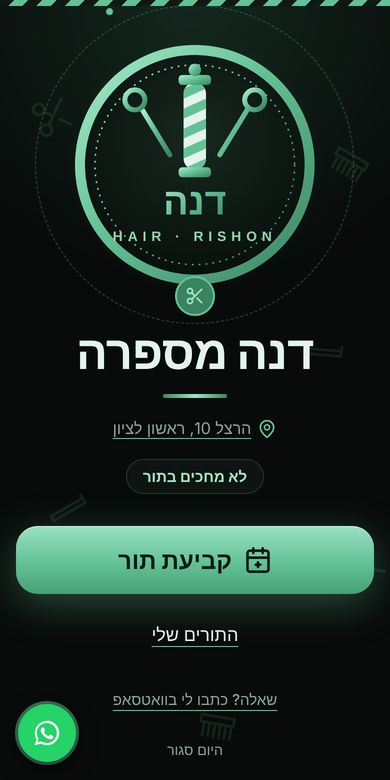 דנה
HAIR · RISHON
דנה מספרה
הרצל 10, ראשון לציון
לא מחכים בתור
קביעת תור
התורים שלי
שאלה? כתבו לי בוואטסאפ
היום סגור